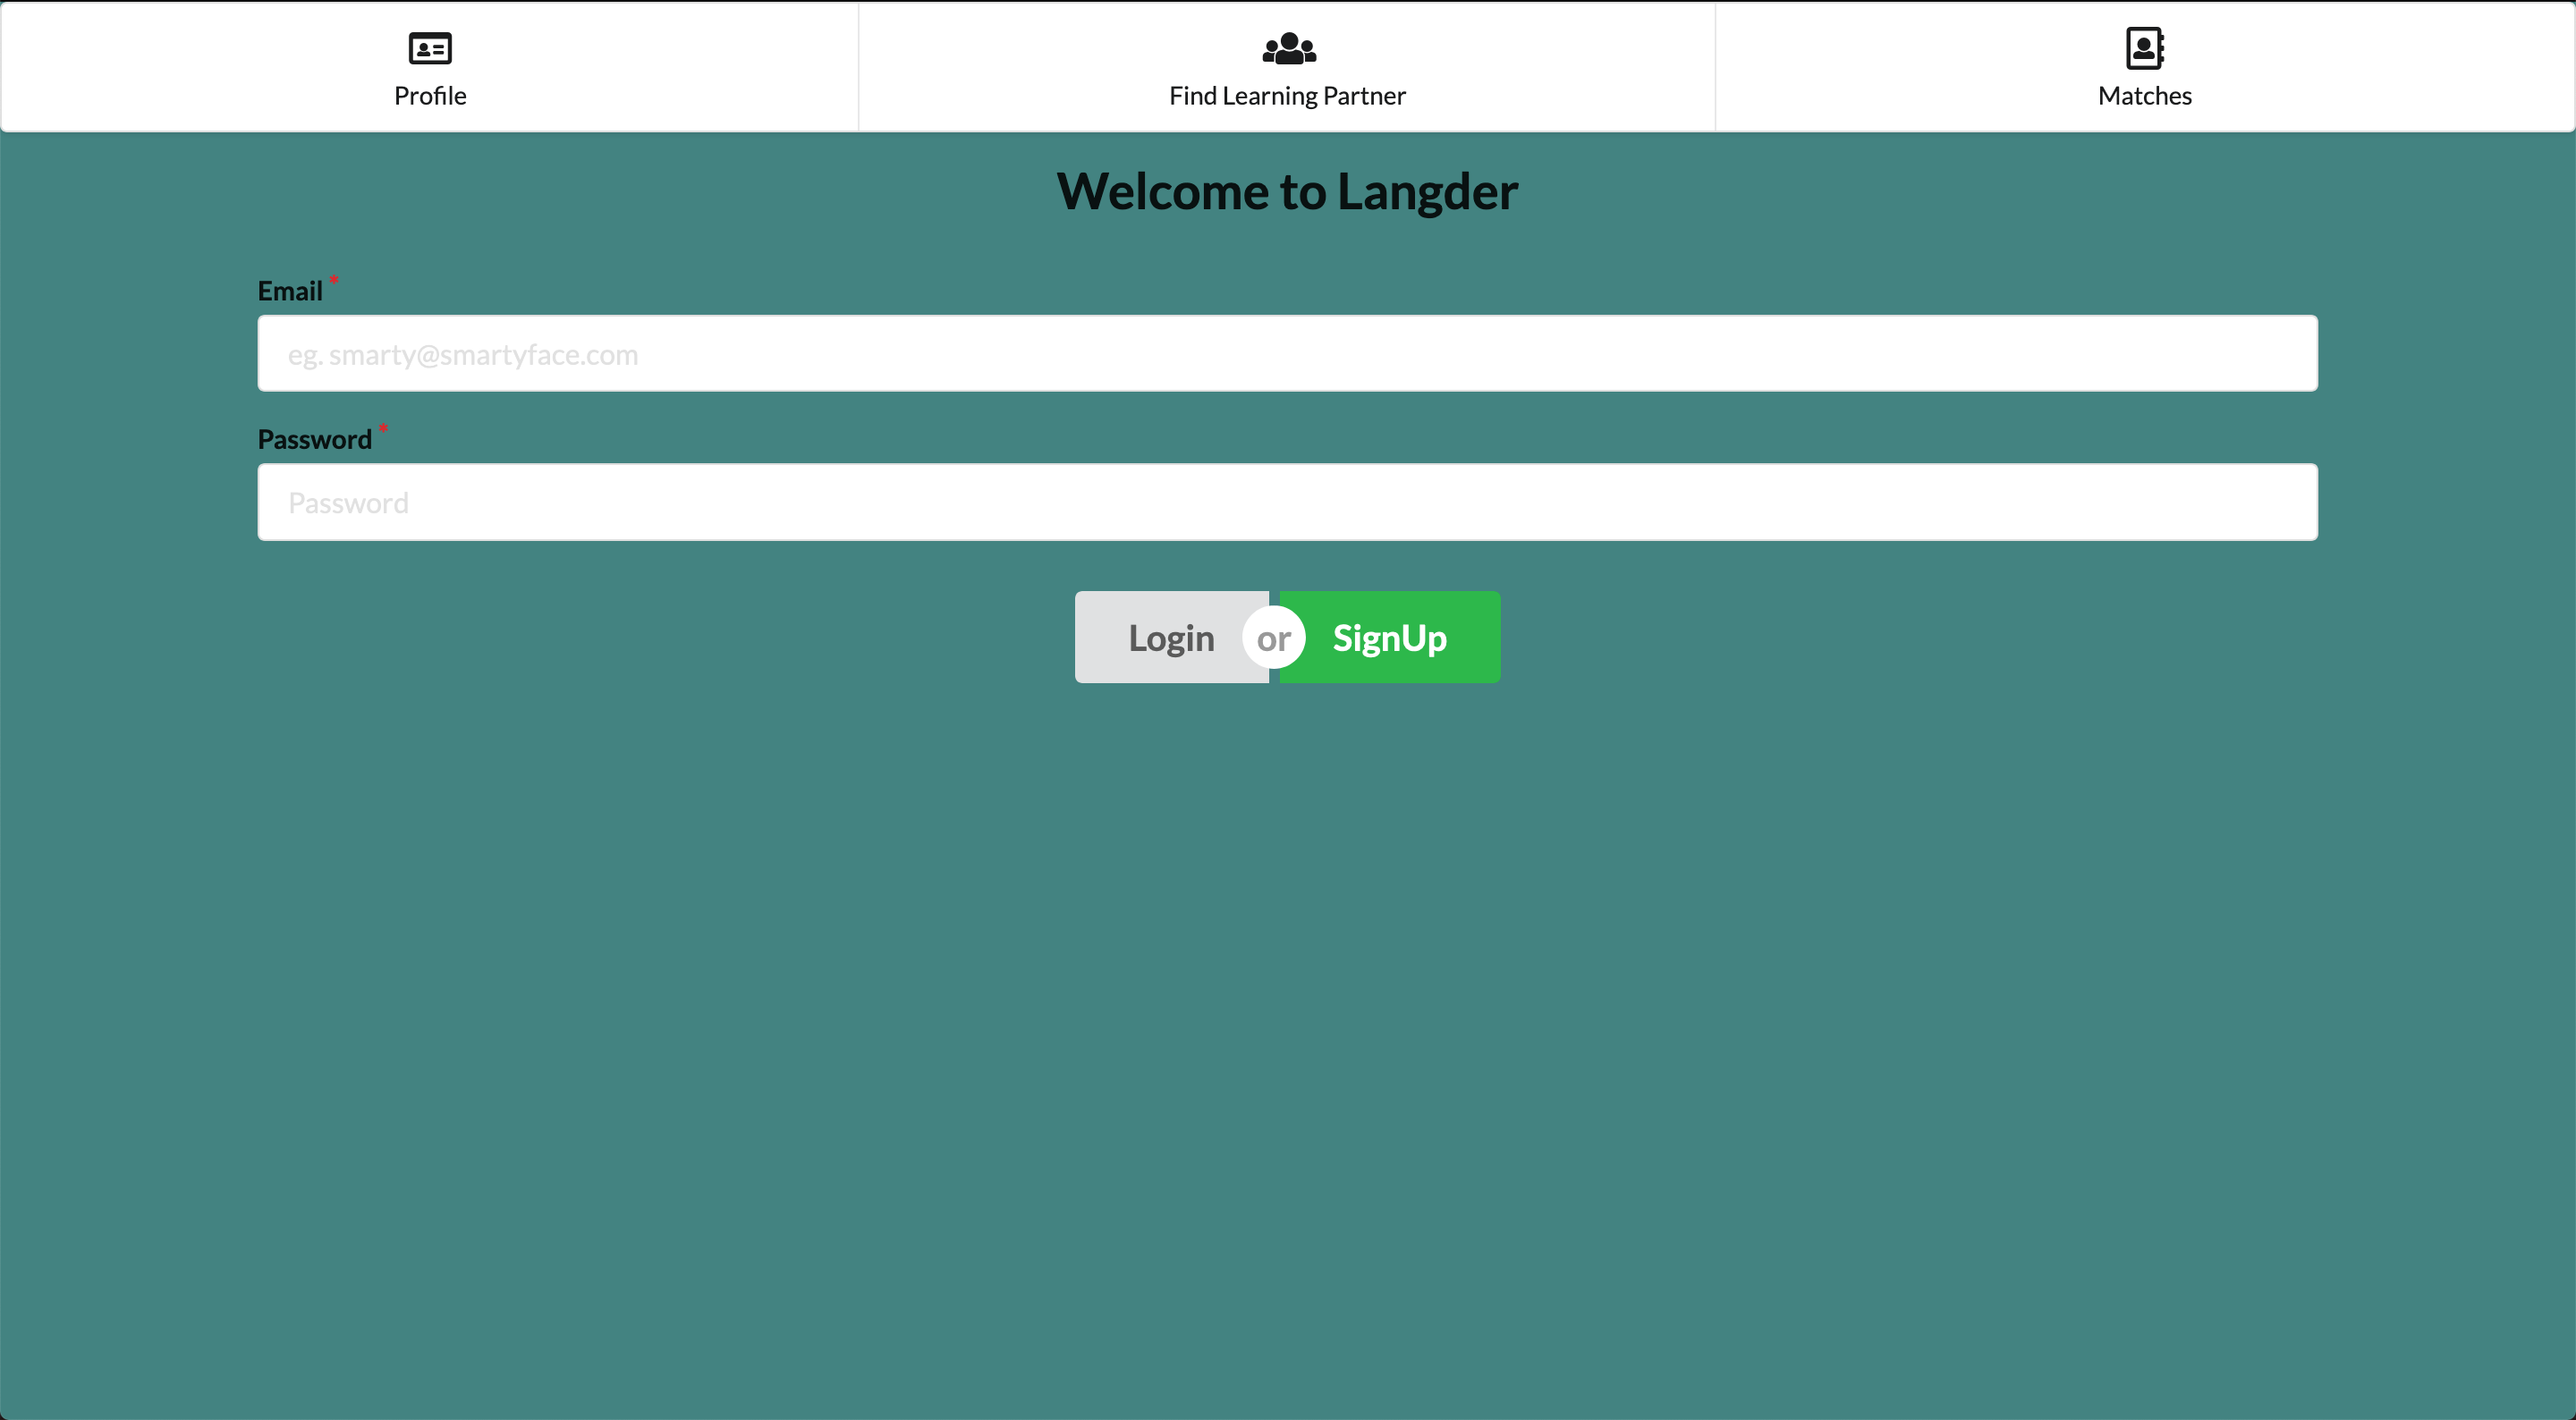 Profile
Find Learning Partner
Matches
Welcome to Langder
Email *
eg. smarty@smartyface.com
Password *
Password
Login or SignUp